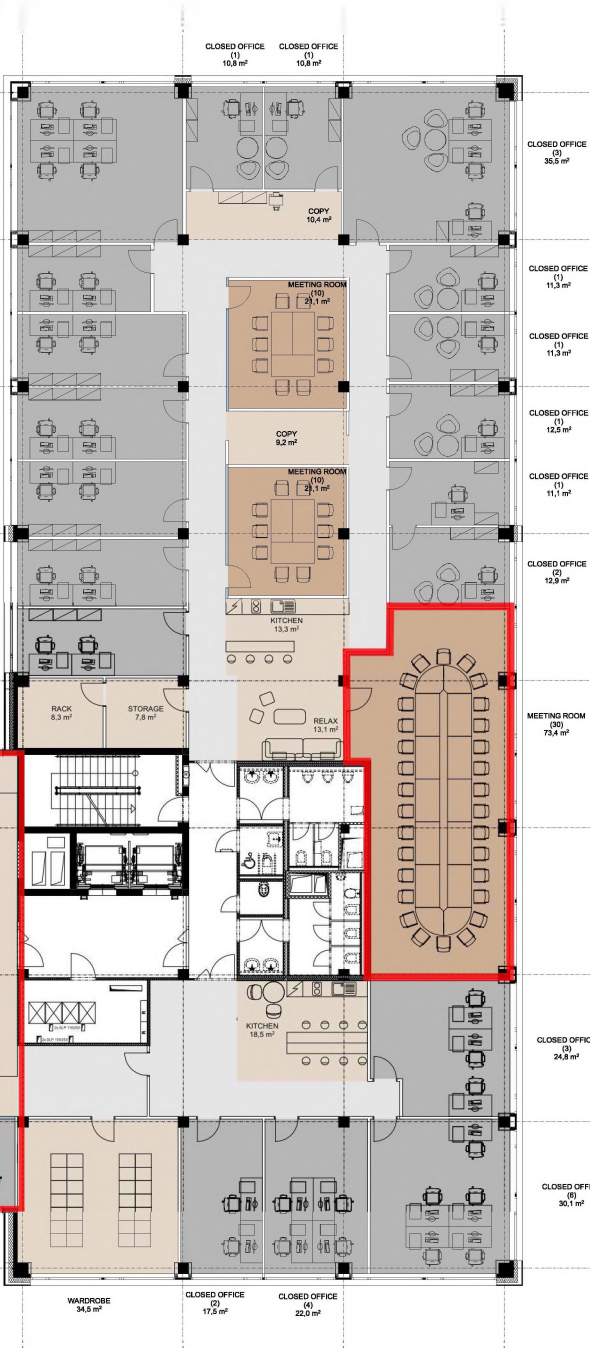 CLOSED OFFICE
(1)
10,8 m²
CLOSED OFFICE
(1)
10,8 m²
CLOSED OFFICE
(3)
35,5 m²
COPY
10,4 m²
CLOSED OFFICE
(1)
11,3 m²
MEETING ROOM
(10)
21,1 m²
CLOSED OFFICE
(1)
11,3 m²
CLOSED OFFICE
(1)
12,5 m²
COPY
9,2 m²
MEETING ROOM
(10)
21,1 m²
CLOSED OFFICE
(1)
11,1 m²
CLOSED OFFICE
(2)
12,9 m²
KITCHEN
13,3 m²
RACK
8,3 m²
STORAGE
7,8 m²
RELAX
13,1 m²
MEETING ROOM
(30)
73,4 m²
KITCHEN
18,5 m²
CLOSED OFFIC
(3)
24,8 m²
CLOSED OFFI
(6)
30,1 m²
WARDROBE
34,5 m²
CLOSED OFFICE
(2)
17,5 m²
CLOSED OFFICE
(4)
22,0 m²